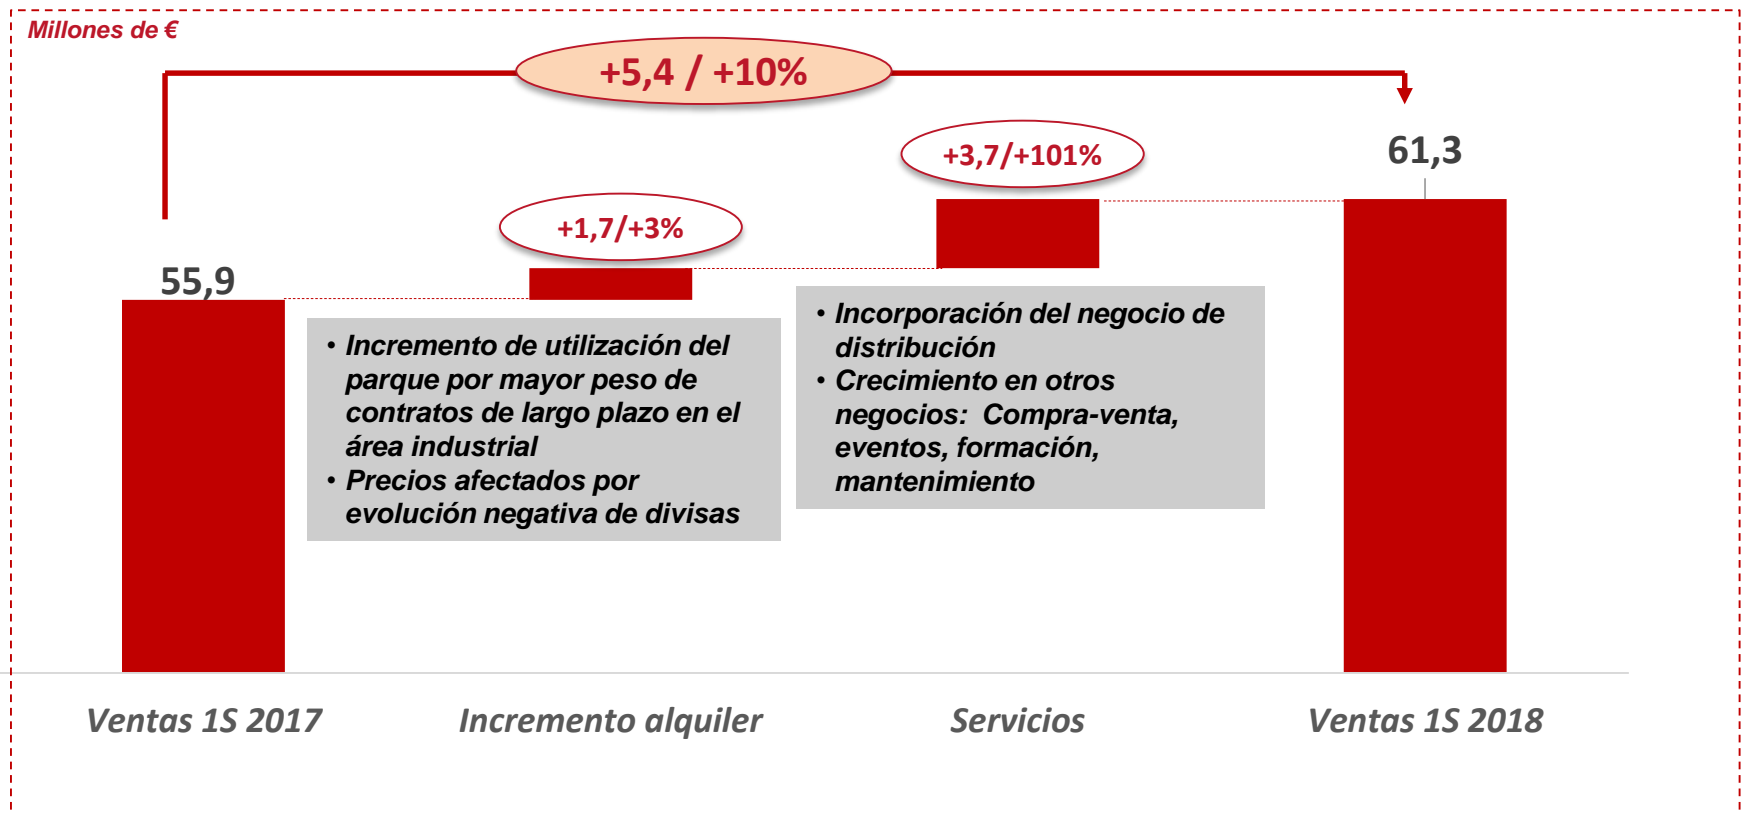 Millones de €
+5,4 / +10%
+3,7/+101%
61,3
+1,7/+3%
55,9
• Incremento de utilización del
parque por mayor peso de
contratos de largo plazo en el
área industrial
• Precios afectados por
evolución negativa de divisas
• Incorporación del negocio de
distribución
• Crecimiento en otros
negocios: Compra-venta,
eventos, formación,
mantenimiento
Ventas 1S 2017
Incremento alquiler
Servicios
Ventas 1S 2018